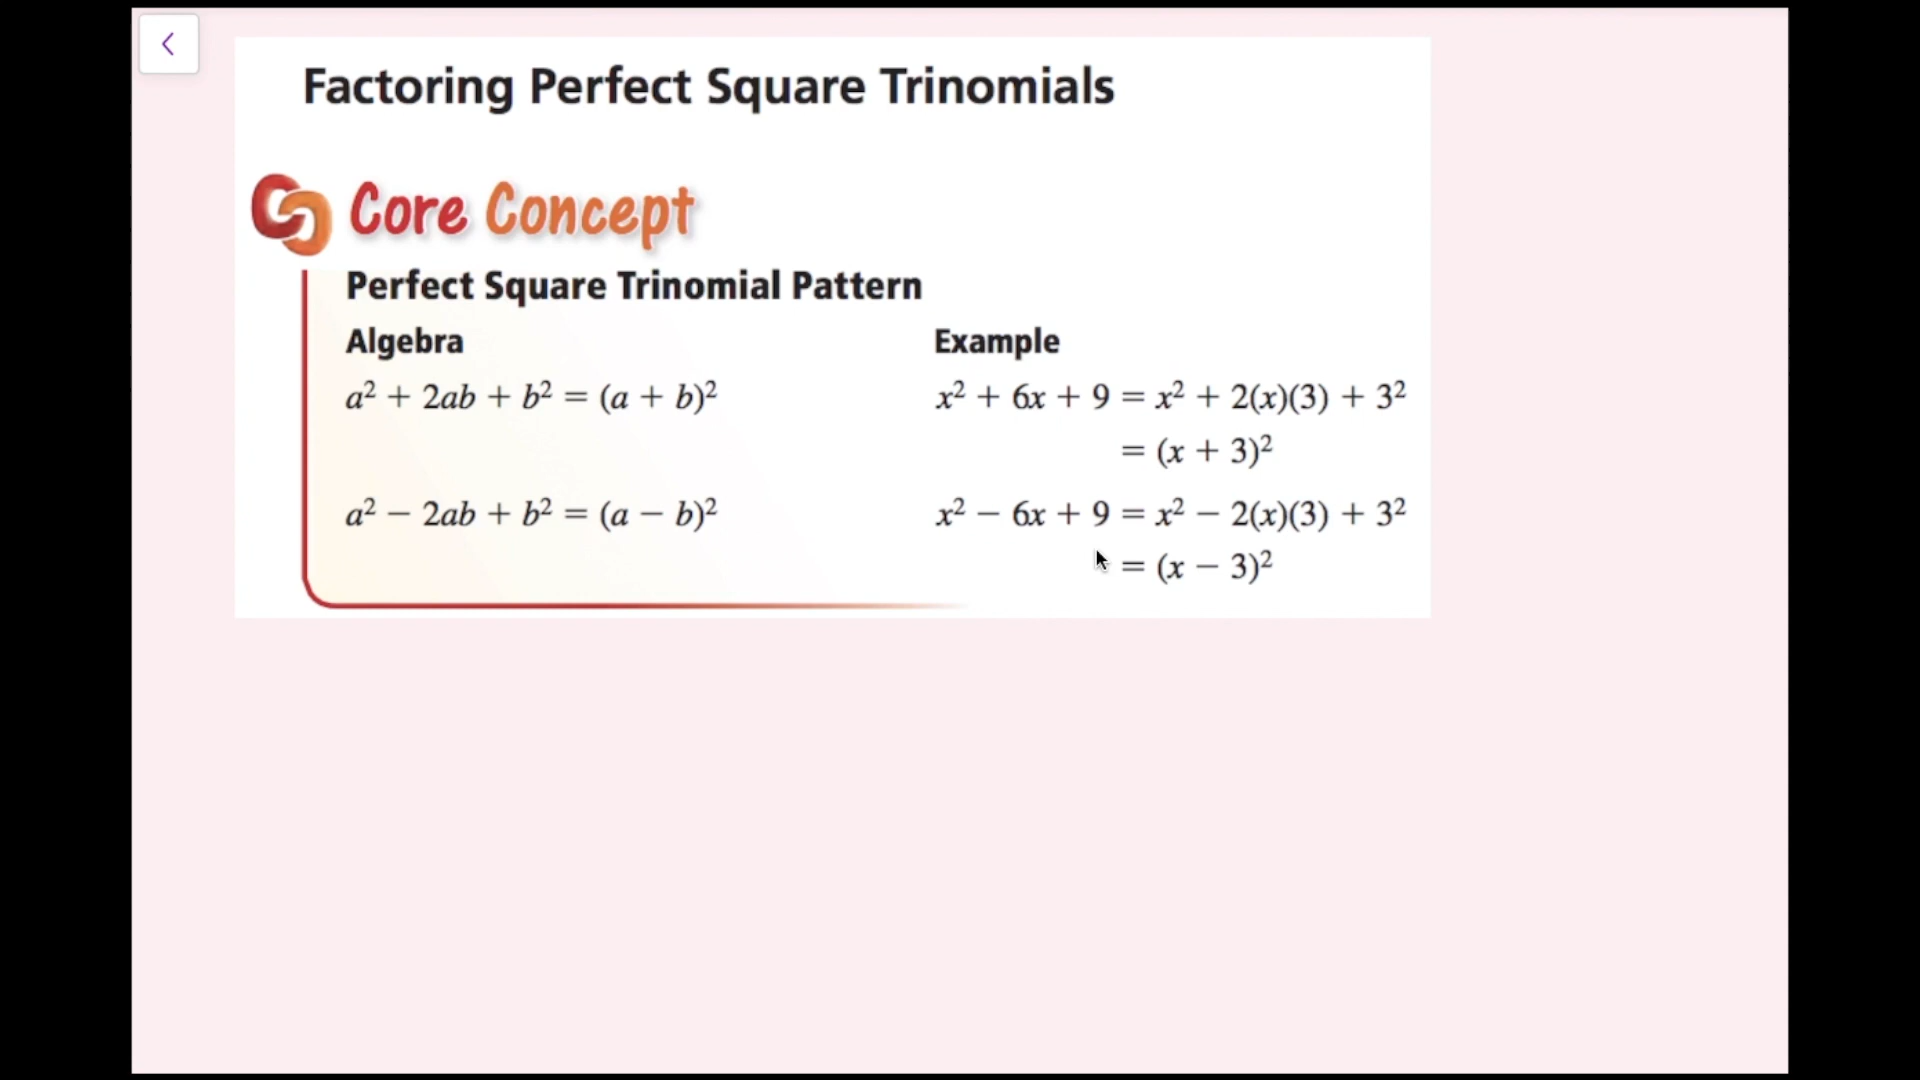 Factoring Perfect Square Trinomials
Core Concept
Perfect Square Trinomial Pattern
Algebra
Example
a² + 2ab + b² = (a + b)²
x² + 6x + 9 = x² + 2(x)(3) + 3²
= (x + 3)²
a² − 2ab + b² = (a − b)²
x² − 6x + 9 = x² − 2(x)(3) + 3²
= (x − 3)²